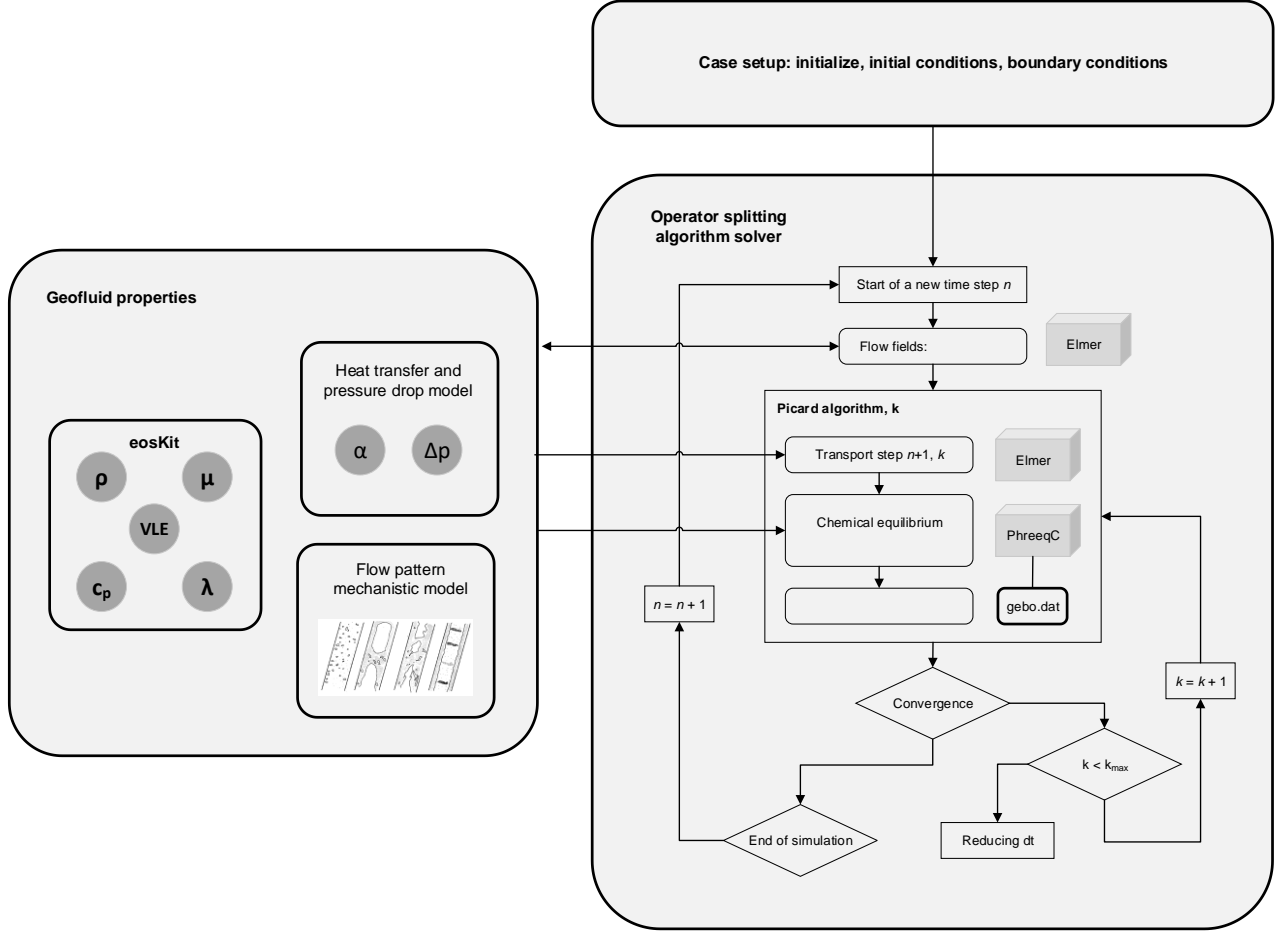 Case setup: initialize, initial conditions, boundary conditions
Operator splitting
algorithm solver
Start of a new time step n
Flow fields:
Elmer
Picard algorithm, k
Transport step n+1, k
Elmer
Chemical equilibrium
PhreeqC
gebo.dat
n = n + 1
k = k + 1
Convergence
k < kmax
End of simulation
Reducing dt
Geofluid properties
Heat transfer and
pressure drop model
α
Δp
eosKit
ρ
μ
VLE
cp
λ
Flow pattern
mechanistic model